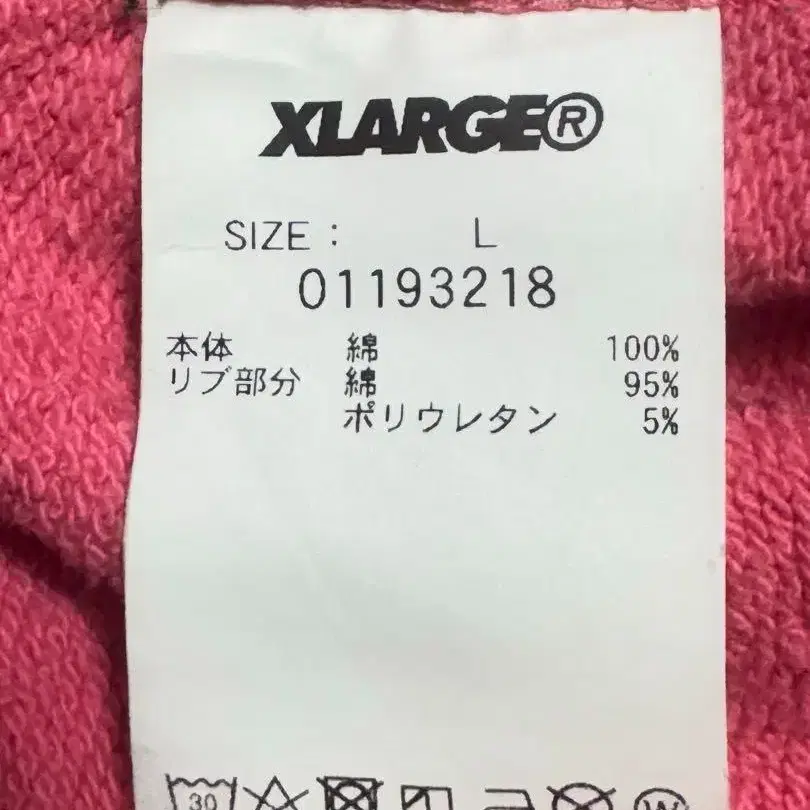 XLARGE®
SIZE : L
01193218
本体 綿 100%
リブ部分 綿 95%
ポリウレタン 5%
30
W